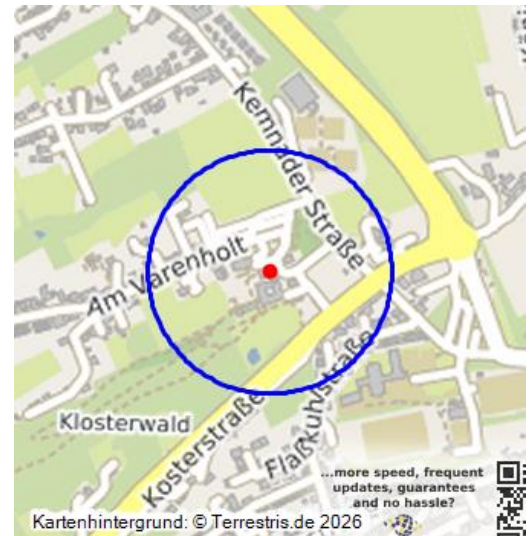 Kemnader Straße
Am Varenholt
Klosterwald
Kosterstraße
Flaßkuhlstraße
...more speed, frequent
updates, guarantees
and no hassle?
Kartenhintergrund: © Terrestris.de 2026